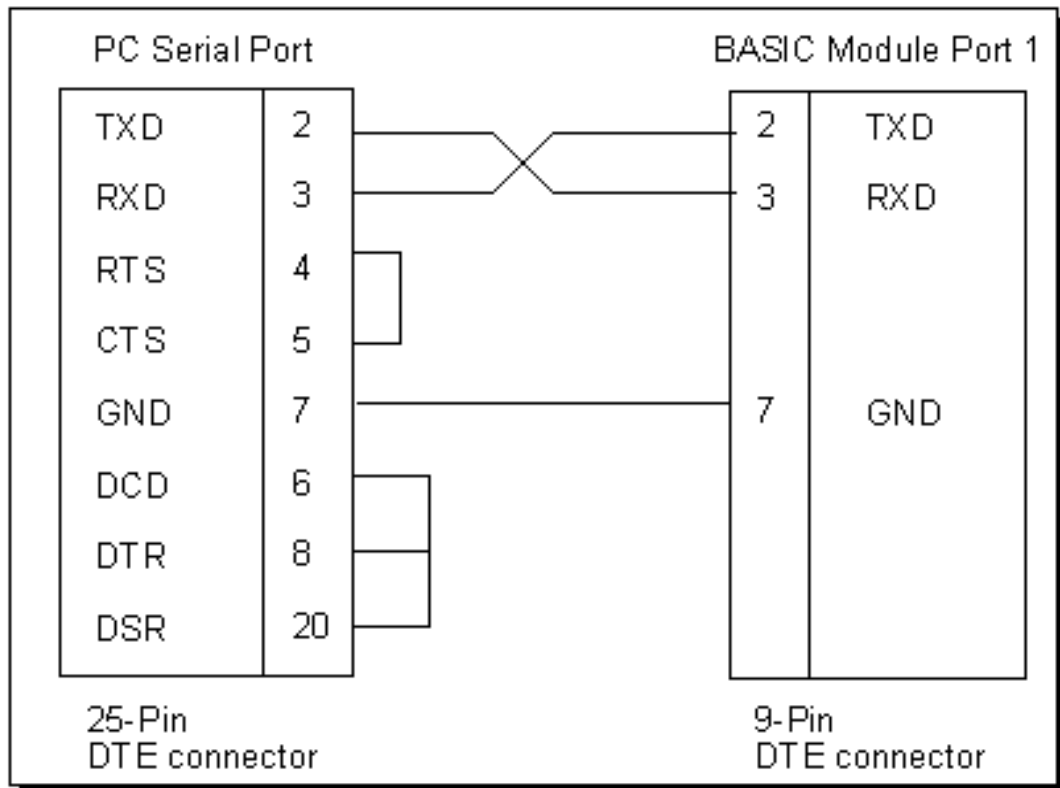 PC Serial Port BASIC Module Port 1
TXD 2 2 TXD
RXD 3 3 RXD
RTS 4
CTS 5
GND 7 7 GND
DCD 6
DTR 8
DSR 20
25-Pin 9-Pin
DTE connector DTE connector